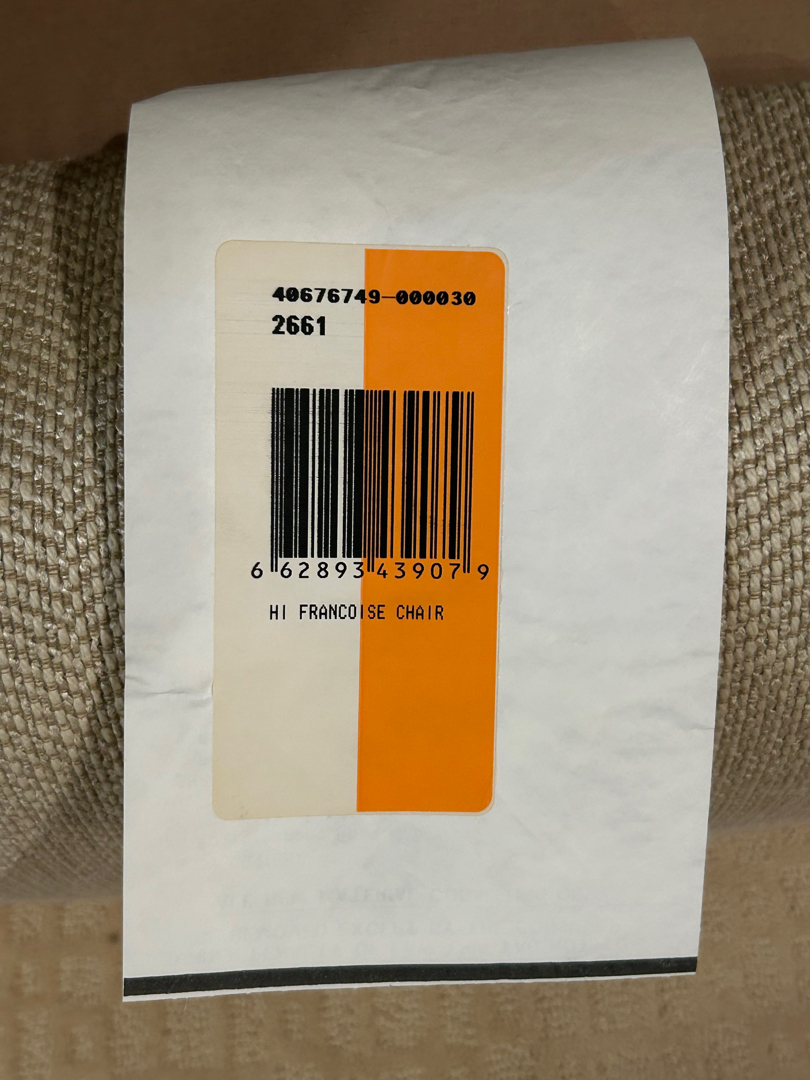 40676749-000030
2661
6 62893 43907 9
HI FRANCOISE CHAIR